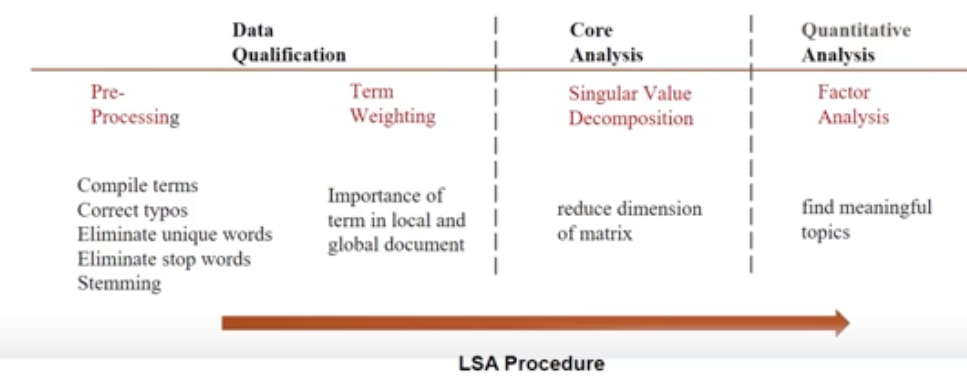 Data
Qualification
Core
Analysis
Quantitative
Analysis
Pre-
Processing
Term
Weighting
Singular Value
Decomposition
Factor
Analysis
Compile terms
Correct typos
Eliminate unique words
Eliminate stop words
Stemming
Importance of
term in local and
global document
reduce dimension
of matrix
find meaningful
topics
LSA Procedure